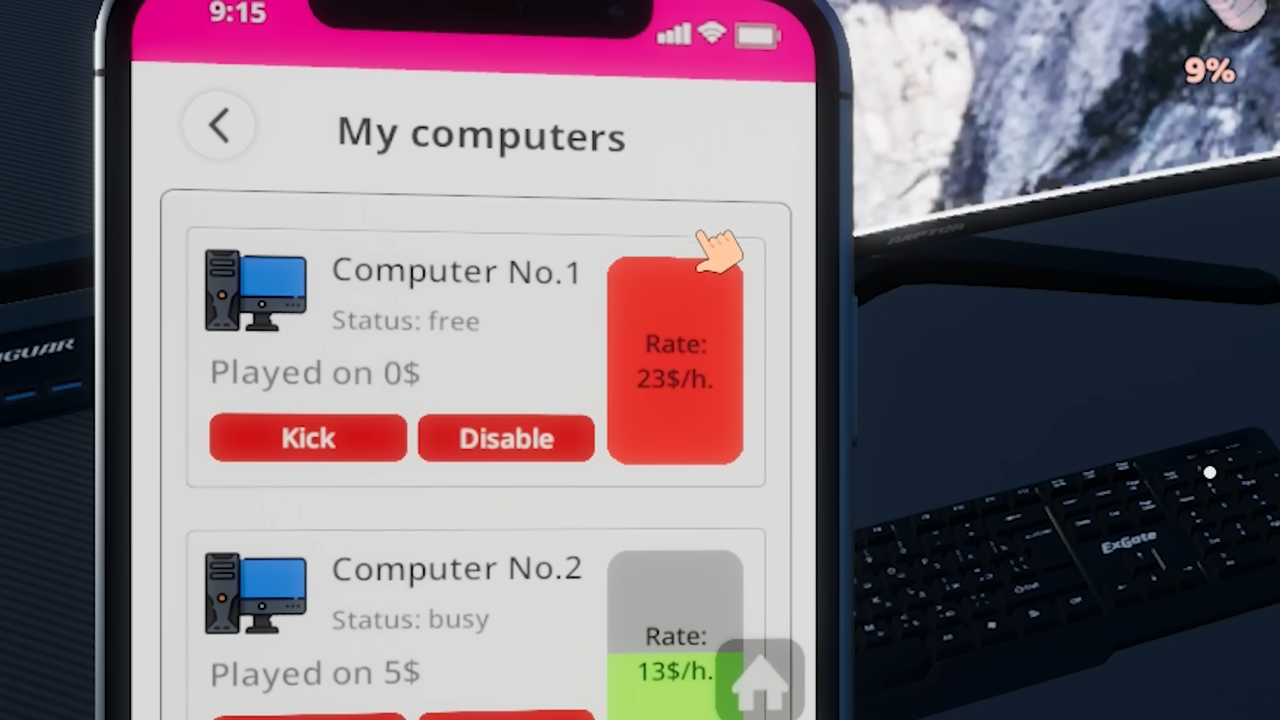 9:15
9%
My computers
Computer No.1
Status: free
Played on 0$
Rate:
23$/h.
Kick
Disable
Computer No.2
Status: busy
Played on 5$
Rate:
13$/h.
RAPTOR
ExGate